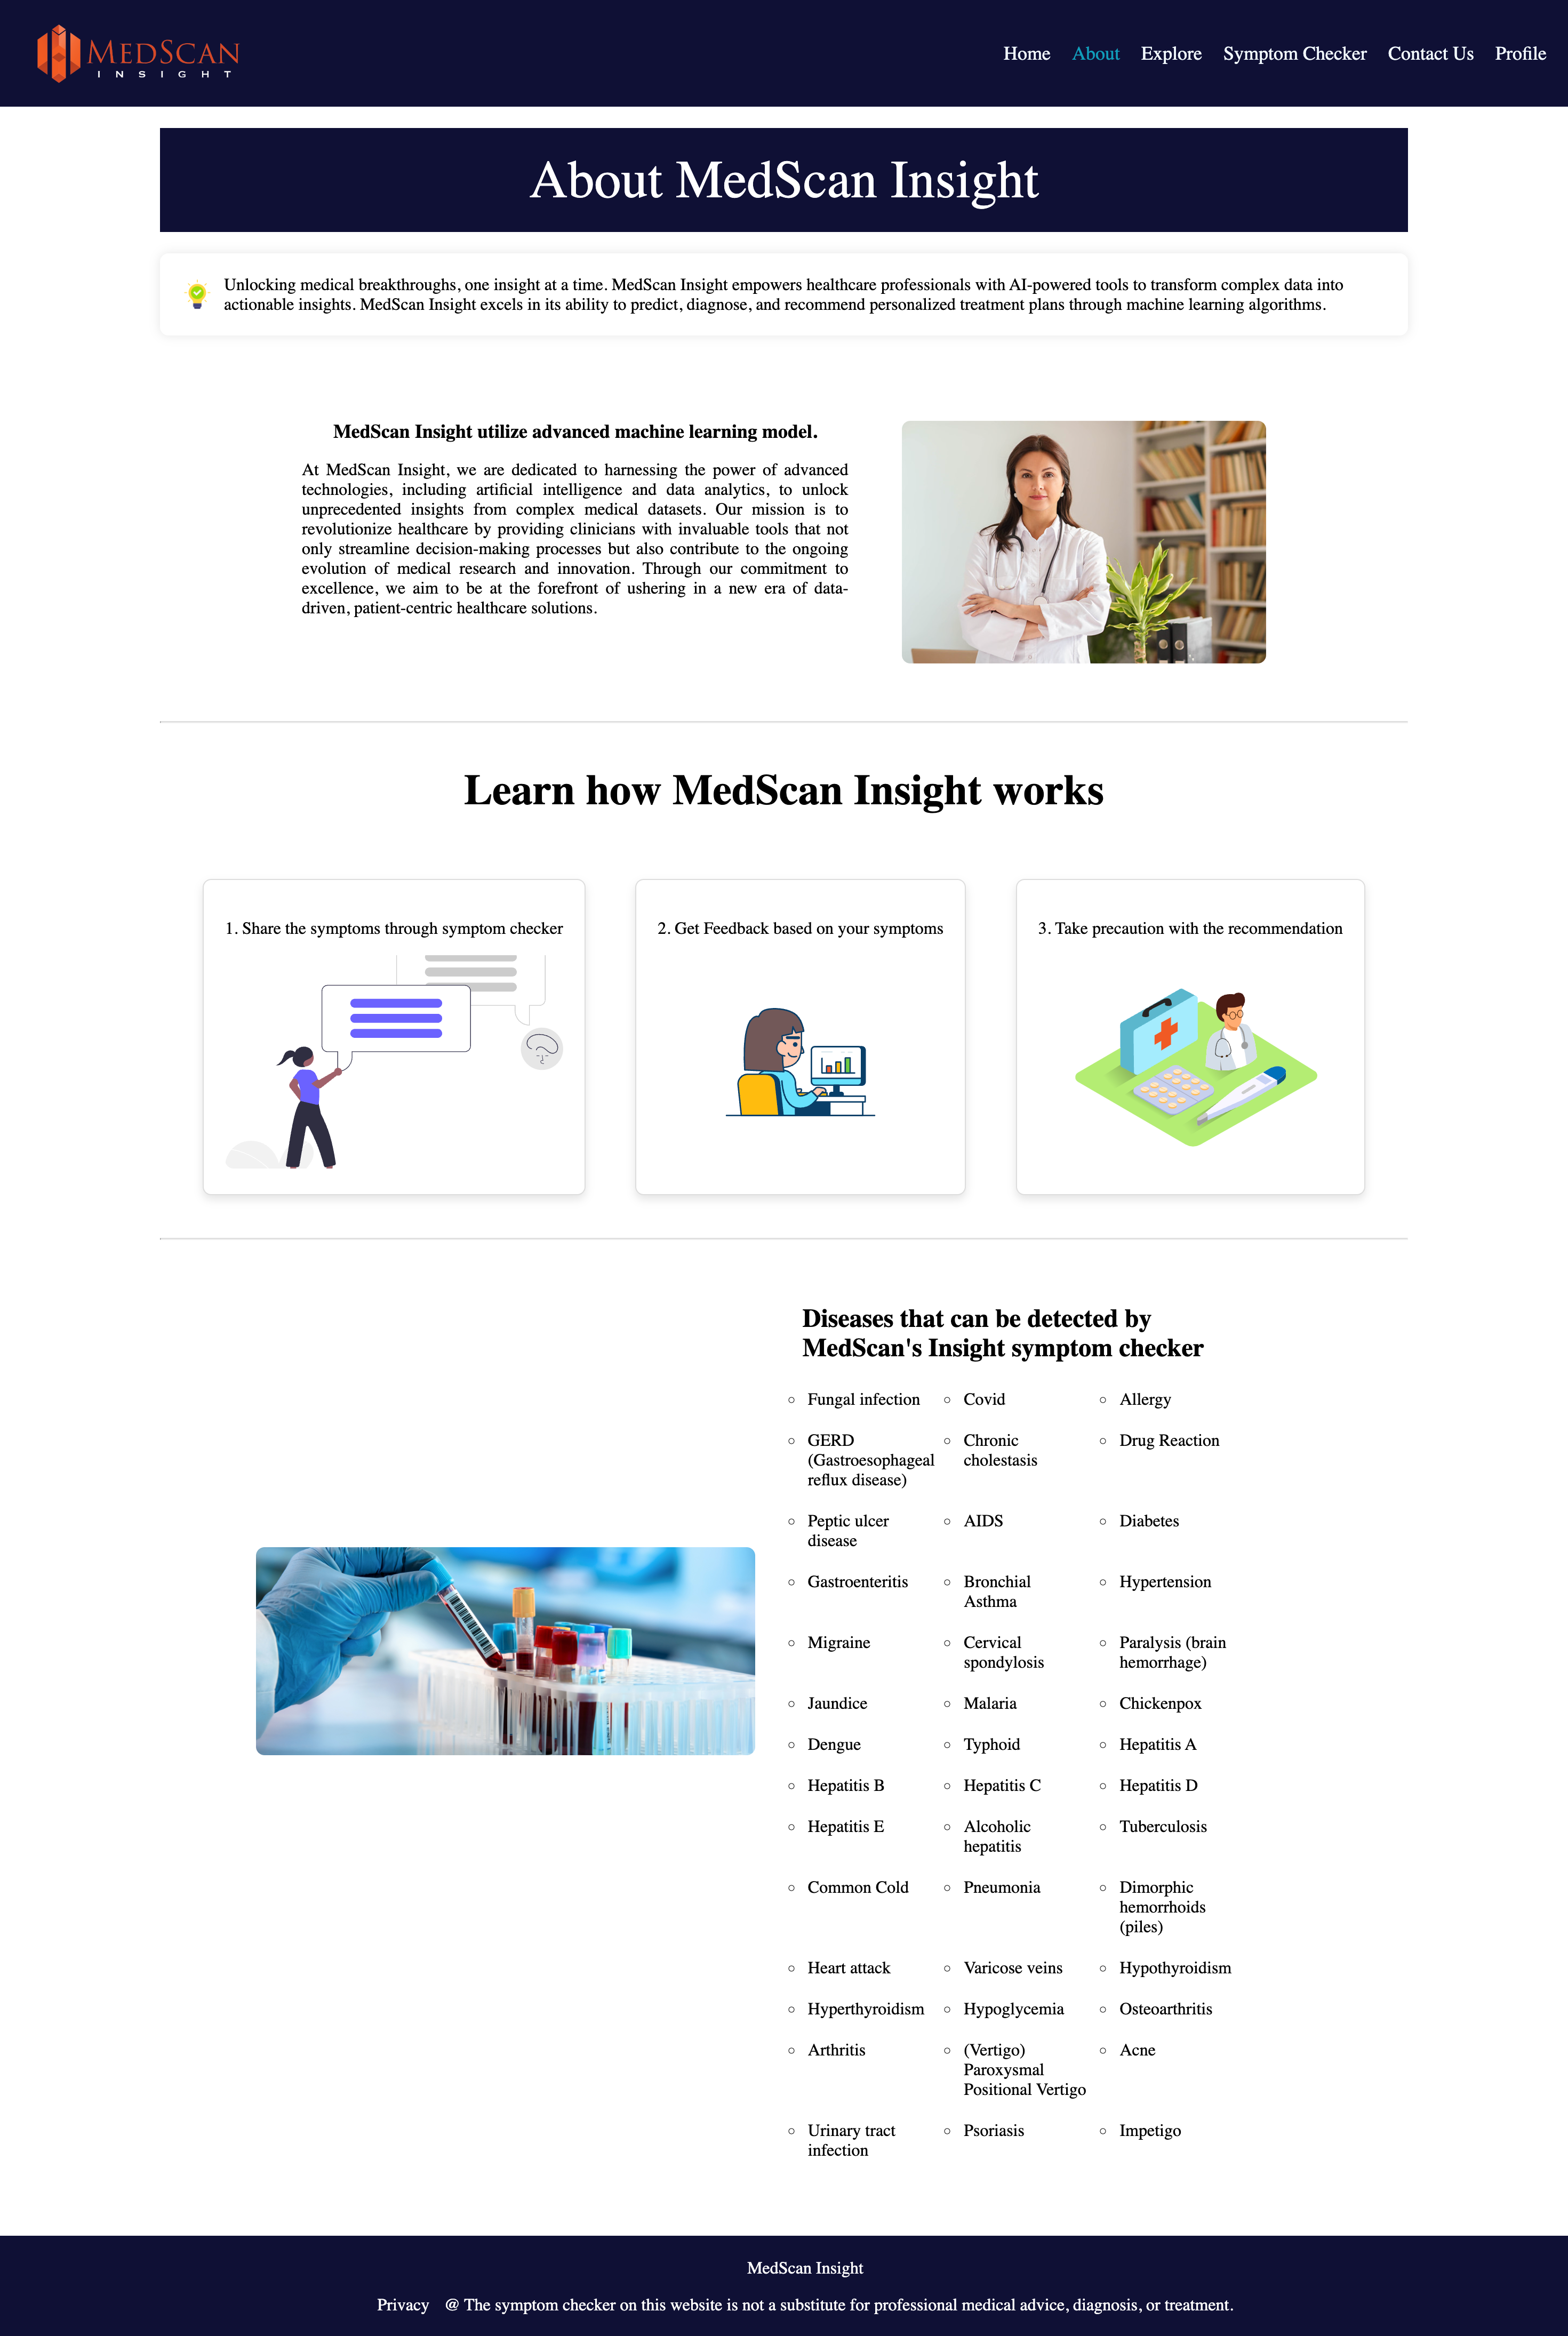 MEDSCAN
INSIGHT
Home About Explore Symptom Checker Contact Us Profile
About MedScan Insight
Unlocking medical breakthroughs, one insight at a time. MedScan Insight empowers healthcare professionals with AI-powered tools to transform complex data into
actionable insights. MedScan Insight excels in its ability to predict, diagnose, and recommend personalized treatment plans through machine learning algorithms.
MedScan Insight utilize advanced machine learning model.
At MedScan Insight, we are dedicated to harnessing the power of advanced
technologies, including artificial intelligence and data analytics, to unlock
unprecedented insights from complex medical datasets. Our mission is to
revolutionize healthcare by providing clinicians with invaluable tools that not
only streamline decision-making processes but also contribute to the ongoing
evolution of medical research and innovation. Through our commitment to
excellence, we aim to be at the forefront of ushering in a new era of data-
driven, patient-centric healthcare solutions.
Learn how MedScan Insight works
1. Share the symptoms through symptom checker
2. Get Feedback based on your symptoms
3. Take precaution with the recommendation
Diseases that can be detected by
MedScan's Insight symptom checker
Fungal infection
Covid
Allergy
GERD
(Gastroesophageal
reflux disease)
Chronic
cholestasis
Drug Reaction
Peptic ulcer
disease
AIDS
Diabetes
Gastroenteritis
Bronchial
Asthma
Hypertension
Migraine
Cervical
spondylosis
Paralysis (brain
hemorrhage)
Jaundice
Malaria
Chickenpox
Dengue
Typhoid
Hepatitis A
Hepatitis B
Hepatitis C
Hepatitis D
Hepatitis E
Alcoholic
hepatitis
Tuberculosis
Common Cold
Pneumonia
Dimorphic
hemorrhoids
(piles)
Heart attack
Varicose veins
Hypothyroidism
Hyperthyroidism
Hypoglycemia
Osteoarthritis
Arthritis
(Vertigo)
Paroxysmal
Positional Vertigo
Acne
Urinary tract
infection
Psoriasis
Impetigo
MedScan Insight
Privacy @ The symptom checker on this website is not a substitute for professional medical advice, diagnosis, or treatment.